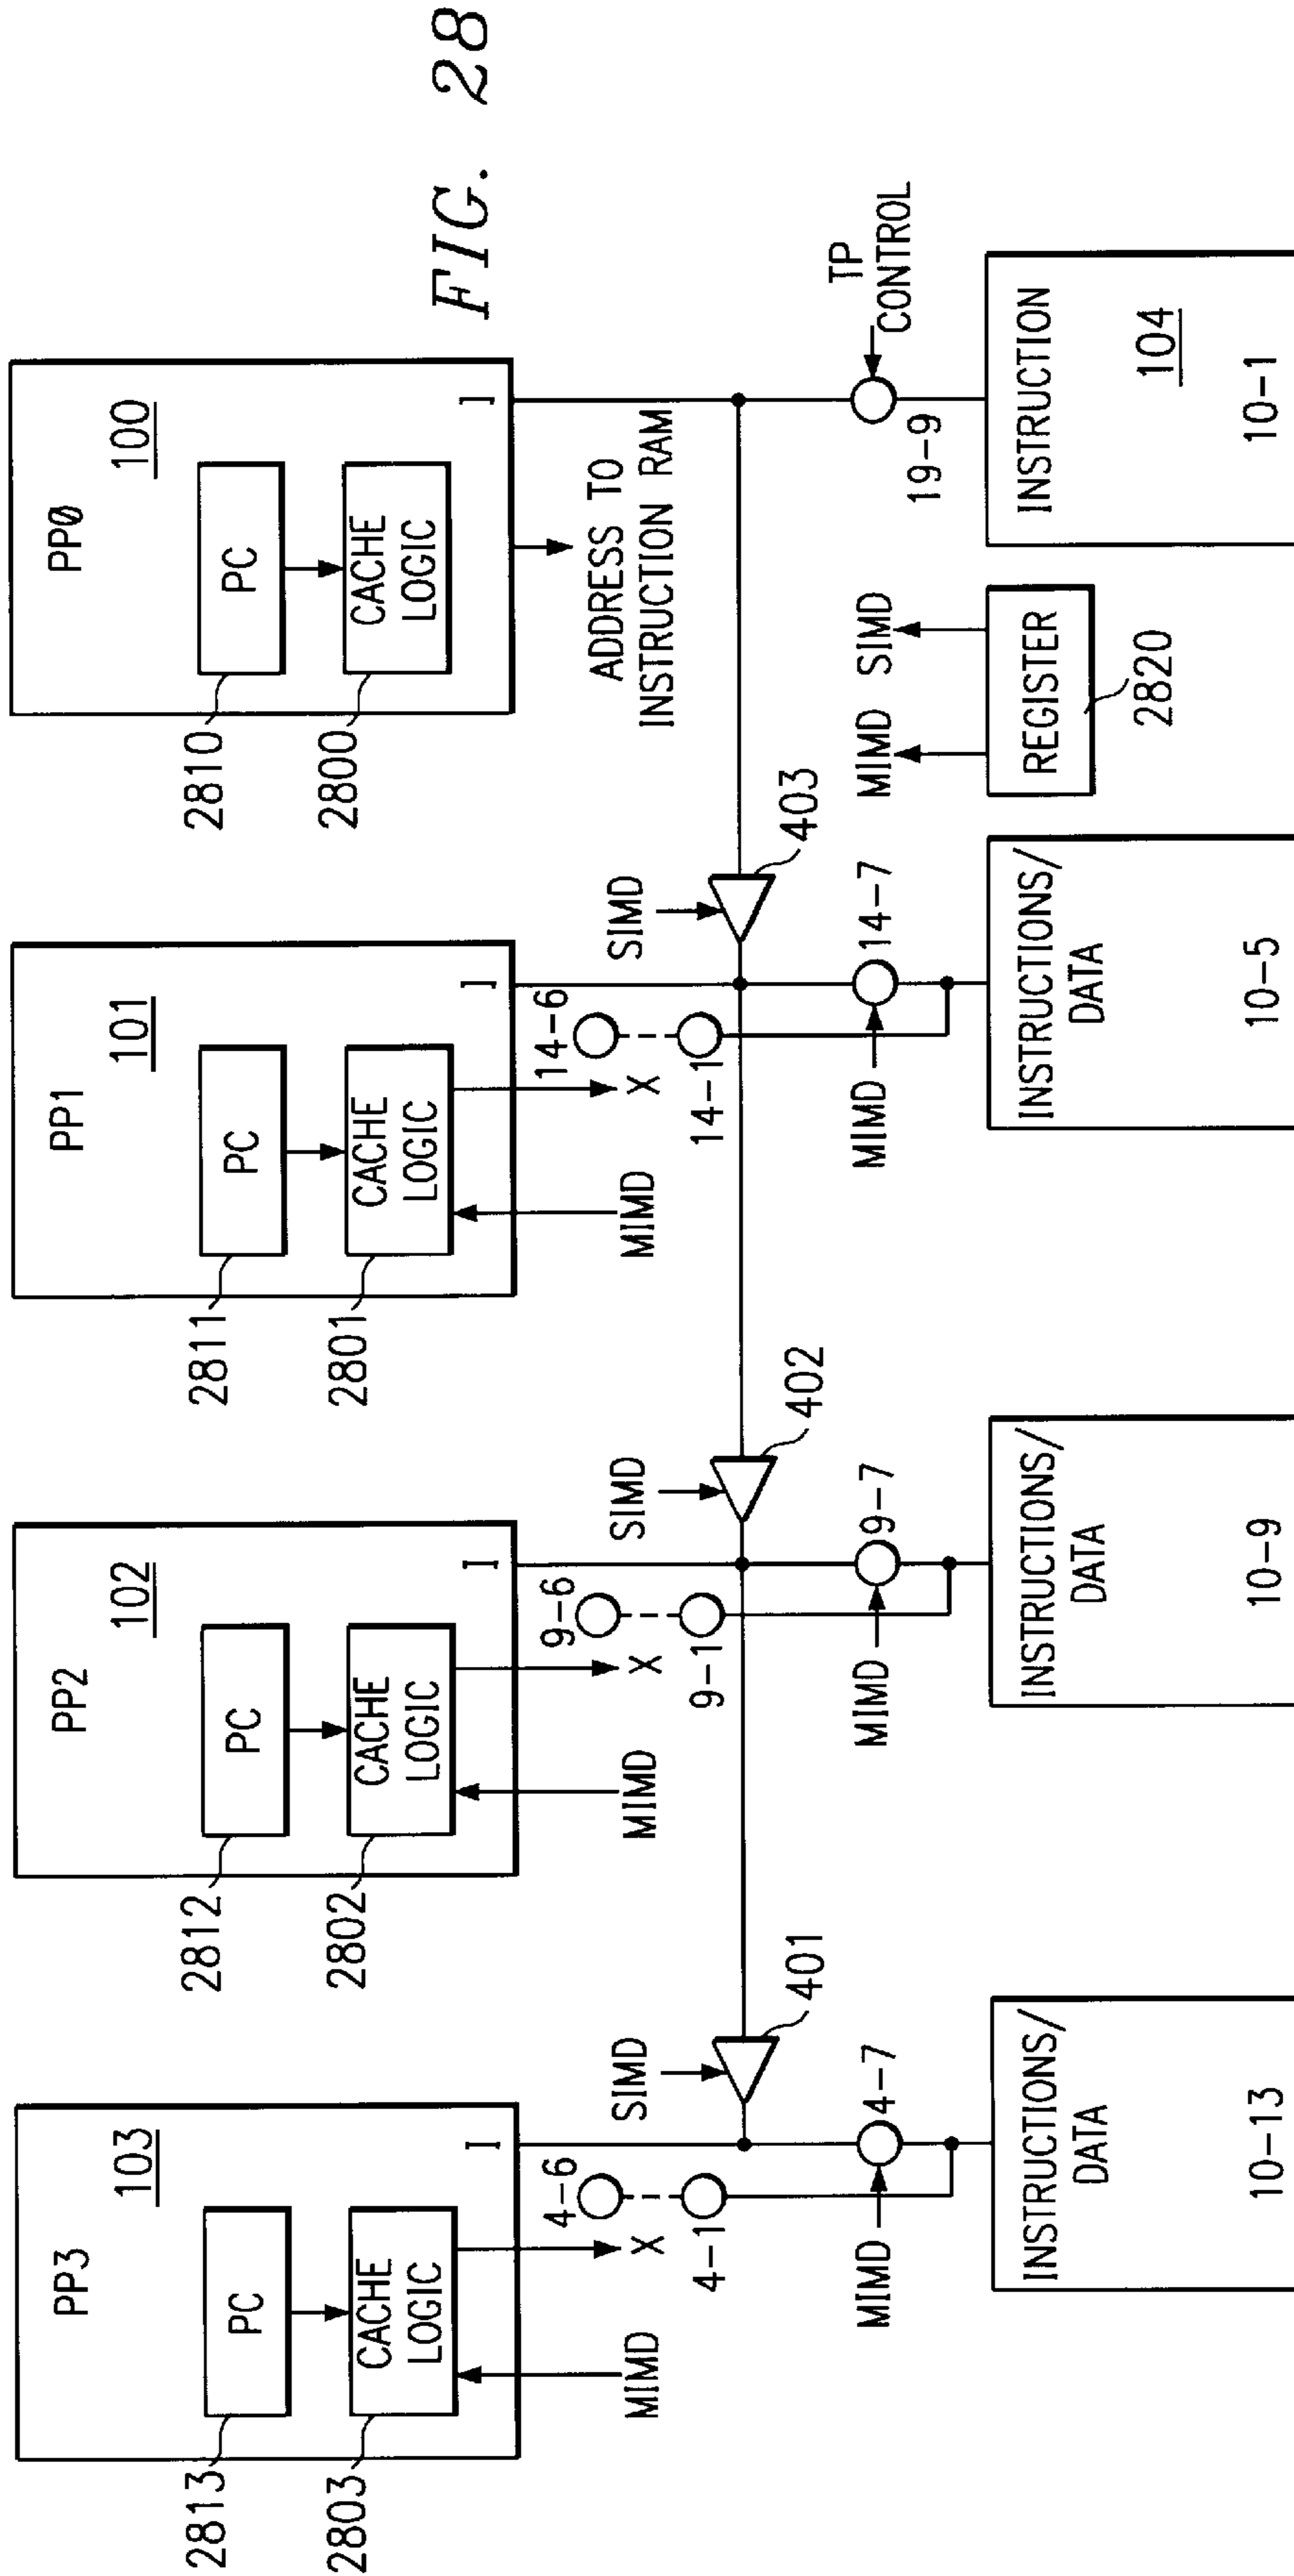 FIG. 28
PP3
103
PC
CACHE
LOGIC
2813
2803
I
MIMD
X
4-6
4-1
SIMD
401
MIMD
4-7
INSTRUCTIONS/
DATA
10-13
PP2
102
PC
CACHE
LOGIC
2812
2802
I
MIMD
X
9-6
9-1
SIMD
402
MIMD
9-7
INSTRUCTIONS/
DATA
10-9
PP1
101
PC
CACHE
LOGIC
2811
2801
I
MIMD
X
14-6
14-1
SIMD
403
MIMD
14-7
INSTRUCTIONS/
DATA
10-5
PPØ
100
PC
CACHE
LOGIC
2810
2800
I
ADDRESS TO
INSTRUCTION RAM
TP
CONTROL
19-9
MIMD SIMD
REGISTER
2820
INSTRUCTION
104
10-1